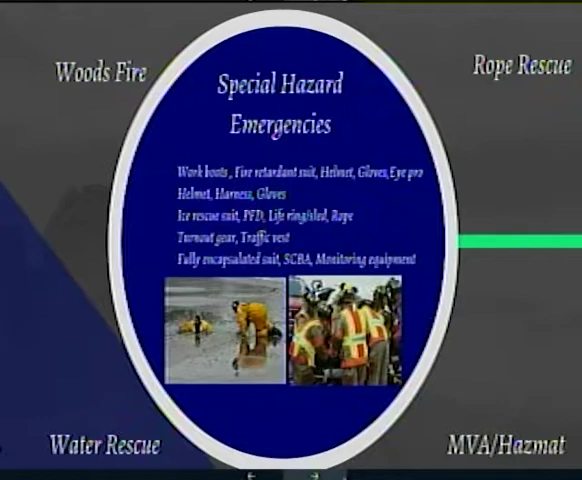 Woods Fire
Rope Rescue
Special Hazard
Emergencies
Work boots, Fire retardant suit, Helmet, Gloves, Eye pro
Helmet, Harness, Gloves
Ice rescue suit, PFD, Life ring/sled, Rope
Turnout gear, Traffic vest
Fully encapsulated suit, SCBA, Monitoring equipment
Water Rescue
MVA/Hazmat